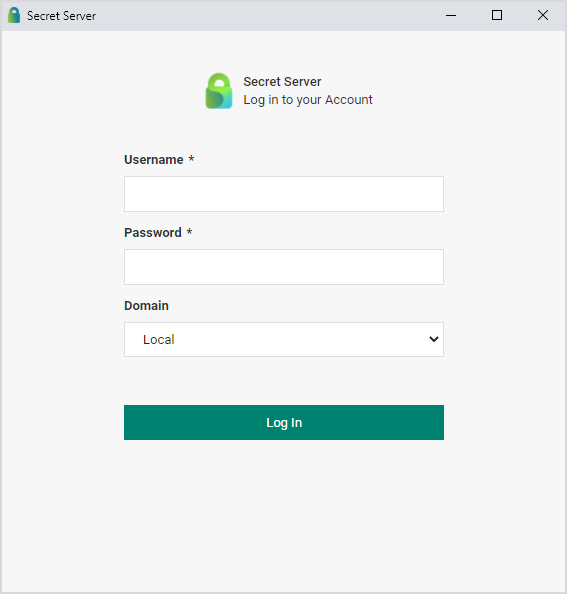 Secret Server
Secret Server
Log in to your Account
Username *
Password *
Domain
Local
Log In